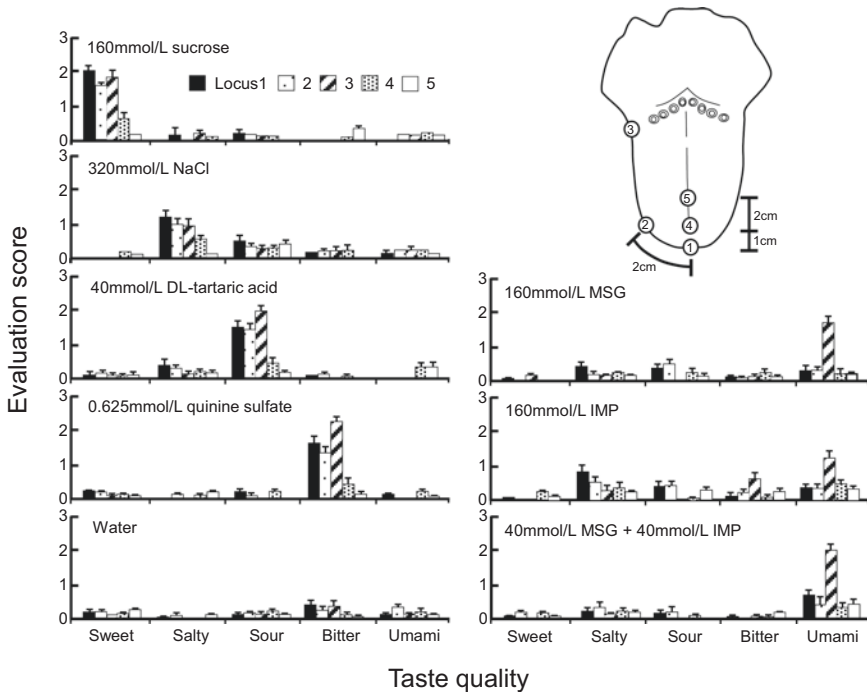 160mmol/L sucrose
Locus1 2 3 4 5
3
2
1
0
320mmol/L NaCl
3
2
1
0
40mmol/L DL-tartaric acid
3
2
1
0
0.625mmol/L quinine sulfate
3
2
1
0
Water
3
2
1
0
Sweet Salty Sour Bitter Umami
Evaluation score
3
5
2
4
1
2cm
1cm
2cm
160mmol/L MSG
3
2
1
0
160mmol/L IMP
3
2
1
0
40mmol/L MSG + 40mmol/L IMP
3
2
1
0
Sweet Salty Sour Bitter Umami
Taste quality